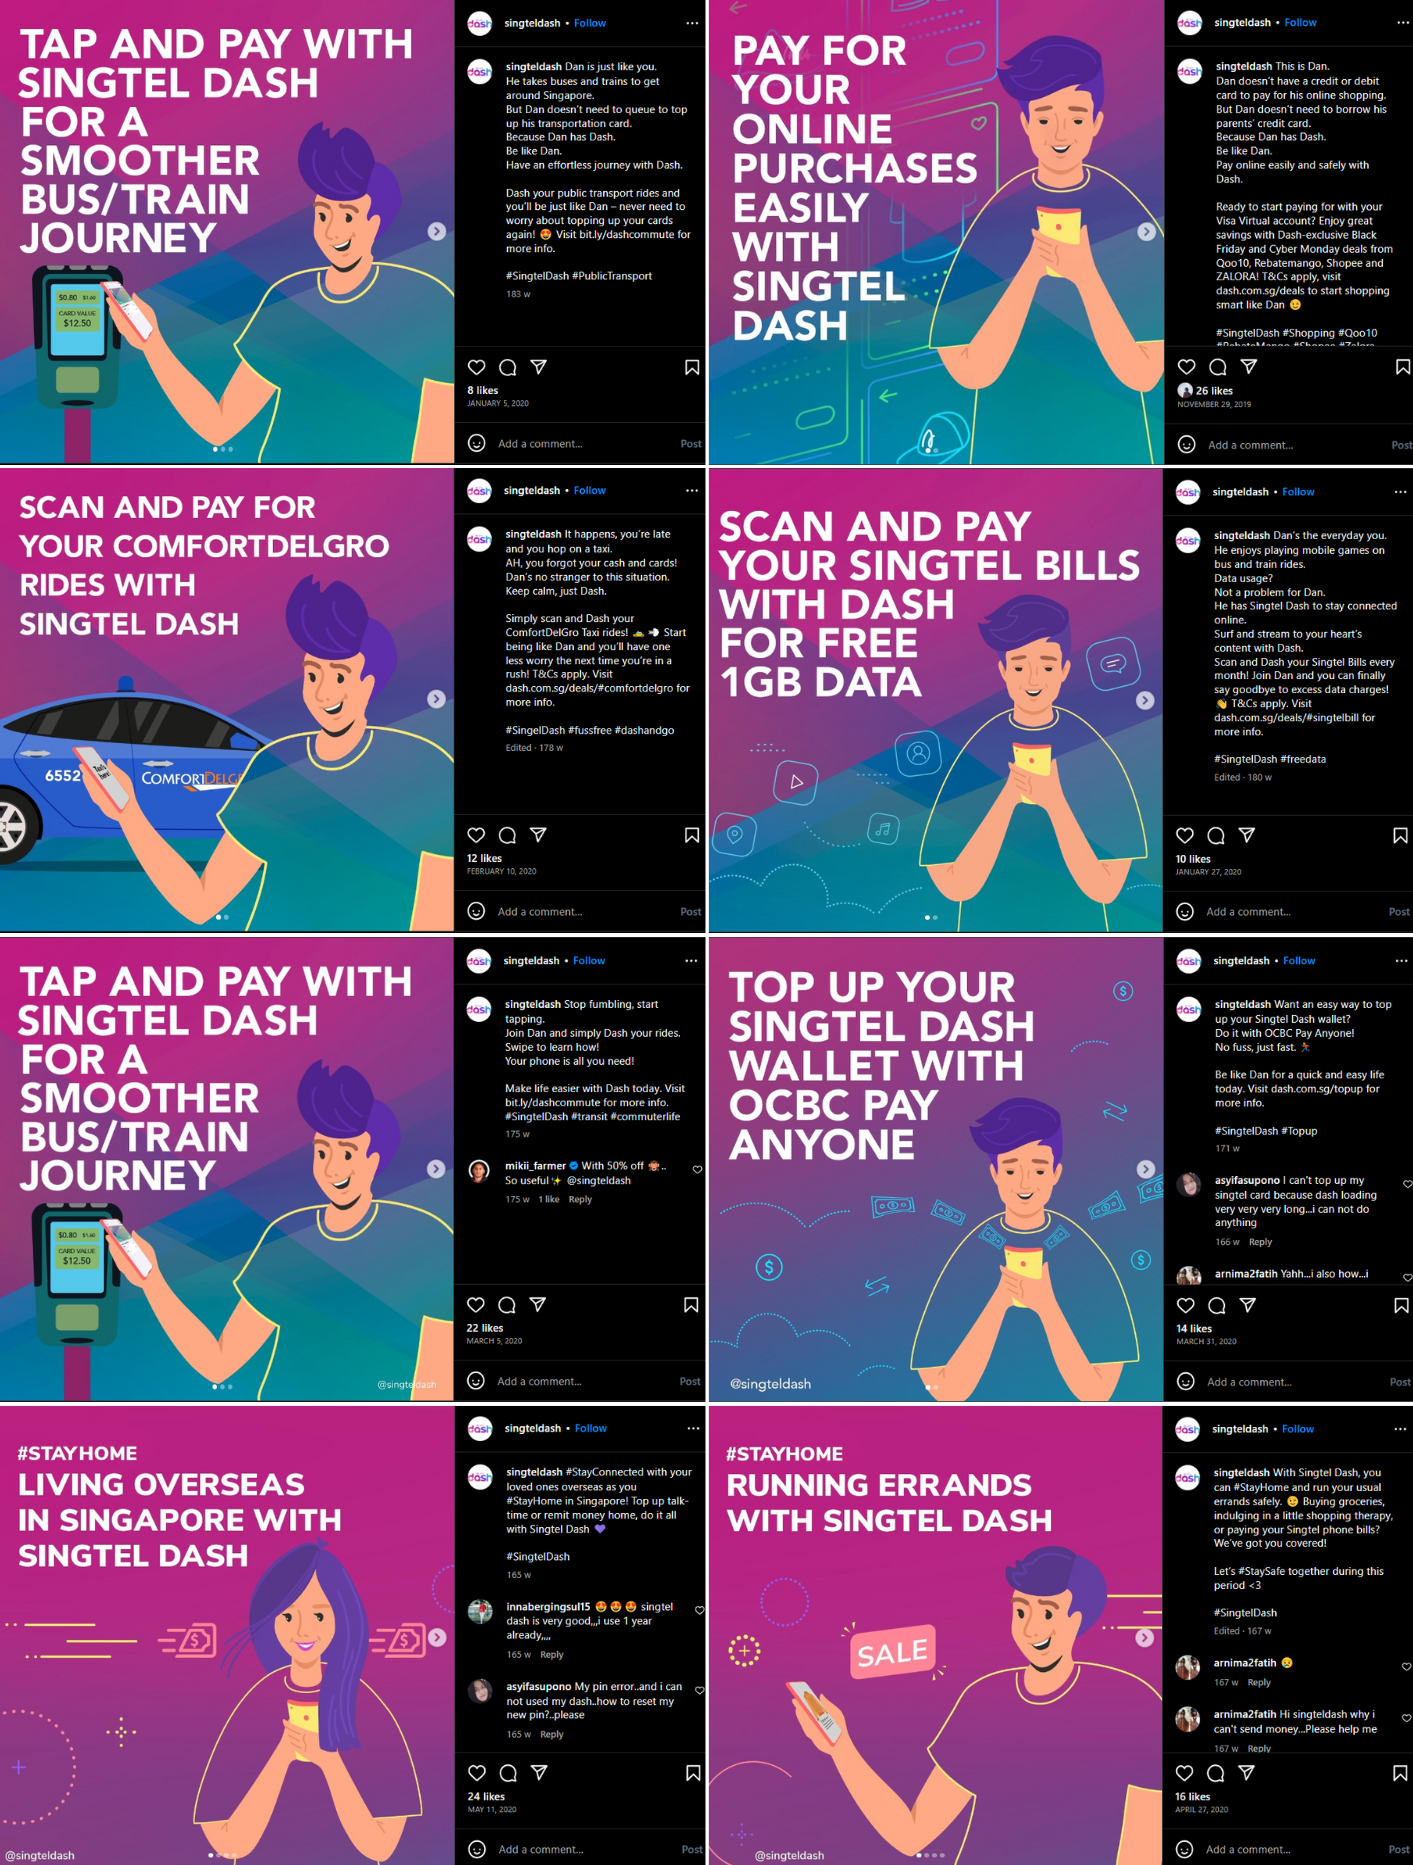 TAP AND PAY WITH
SINGTEL DASH
FOR A
SMOOTHER
BUS/TRAIN
JOURNEY
$0.80 $1.60
CARD VALUE
$12.50
dash
singteldash • Follow
singteldash Dan is just like you.
He takes buses and trains to get
around Singapore.
But Dan doesn't need to queue to top
up his transportation card.
Because Dan has Dash.
Be like Dan.
Have an effortless journey with Dash.
Dash your public transport rides and
you'll be just like Dan – never need to
worry about topping up your cards
again! 😍 Visit bit.ly/dashcommute for
more info.
#SingtelDash #PublicTransport
183 w
8 likes
JANUARY 5, 2020
Add a comment...
Post
PAY FOR
YOUR
ONLINE
PURCHASES
EASILY
WITH
SINGTEL
DASH
dash
singteldash • Follow
singteldash This is Dan.
Dan doesn't have a credit or debit
card to pay for his online shopping.
But Dan doesn't need to borrow his
parents' credit card.
Because Dan has Dash.
Be like Dan.
Pay online easily and safely with
Dash.
Ready to start paying for with your
Visa Virtual account? Enjoy great
savings with Dash-exclusive Black
Friday and Cyber Monday deals from
Qoo10, Rebatemango, Shopee and
ZALORA! T&Cs apply, visit
dash.com.sg/deals to start shopping
smart like Dan 😉
#SingtelDash #Shopping #Qoo10
#RebateMango #Shopee #Zalora
26 likes
NOVEMBER 29, 2019
Add a comment...
Post
SCAN AND PAY FOR
YOUR COMFORTDELGRO
RIDES WITH
SINGTEL DASH
6552
COMFORTDELG
Taxi's
here!
dash
singteldash • Follow
singteldash It happens, you're late
and you hop on a taxi.
AH, you forgot your cash and cards!
Dan's no stranger to this situation.
Keep calm, just Dash.
Simply scan and Dash your
ComfortDelGro Taxi rides! 🚕 💨 Start
being like Dan and you'll have one
less worry the next time you're in a
rush! T&Cs apply. Visit
dash.com.sg/deals/#comfortdelgro for
more info.
#SingelDash #fussfree #dashandgo
Edited · 178 w
12 likes
FEBRUARY 10, 2020
Add a comment...
Post
SCAN AND PAY
YOUR SINGTEL BILLS
WITH DASH
FOR FREE
1GB DATA
dash
singteldash • Follow
singteldash Dan's the everyday you.
He enjoys playing mobile games on
bus and train rides.
Data usage?
Not a problem for Dan.
He has Singtel Dash to stay connected
online.
Surf and stream to your heart's
content with Dash.
Scan and Dash your Singtel Bills every
month! Join Dan and you can finally
say goodbye to excess data charges!
👋 T&Cs apply. Visit
dash.com.sg/deals/#singtelbill for
more info.
#SingtelDash #freedata
Edited · 180 w
10 likes
JANUARY 27, 2020
Add a comment...
Post
TAP AND PAY WITH
SINGTEL DASH
FOR A
SMOOTHER
BUS/TRAIN
JOURNEY
$0.80 $1.60
CARD VALUE
$12.50
@singteldash
dash
singteldash • Follow
singteldash Stop fumbling, start
tapping.
Join Dan and simply Dash your rides.
Swipe to learn how!
Your phone is all you need!
Make life easier with Dash today. Visit
bit.ly/dashcommute for more info.
#SingtelDash #transit #commuterlife
175 w
mikii_farmer With 50% off 🙊..
So useful ✨ @singteldash
175 w 1 like Reply
22 likes
MARCH 5, 2020
Add a comment...
Post
TOP UP YOUR
SINGTEL DASH
WALLET WITH
OCBC PAY
ANYONE
@singteldash
dash
singteldash • Follow
singteldash Want an easy way to top
up your Singtel Dash wallet?
Do it with OCBC Pay Anyone!
No fuss, just fast. 🏃
Be like Dan for a quick and easy life
today. Visit dash.com.sg/topup for
more info.
#SingtelDash #Topup
171 w
asyifasupono I can't top up my
singtel card because dash loading
very very very long...i can not do
anything
166 w Reply
arnima2fatih Yahh...i also how...i
14 likes
MARCH 31, 2020
Add a comment...
Post
#STAYHOME
LIVING OVERSEAS
IN SINGAPORE WITH
SINGTEL DASH
@singteldash
dash
singteldash • Follow
singteldash #StayConnected with your
loved ones overseas as you
#StayHome in Singapore! Top up talk-
time or remit money home, do it all
with Singtel Dash 💜
#SingtelDash
165 w
innabergingsul15 😍😍😍 singtel
dash is very good,,,i use 1 year
already,,,,
165 w Reply
asyifasupono My pin error..and i can
not used my dash..how to reset my
new pin?..please
165 w Reply
24 likes
MAY 11, 2020
Add a comment...
Post
#STAYHOME
RUNNING ERRANDS
WITH SINGTEL DASH
SALE
@singteldash
dash
singteldash • Follow
singteldash With Singtel Dash, you
can #StayHome and run your usual
errands safely. 😉 Buying groceries,
indulging in a little shopping therapy,
or paying your Singtel phone bills?
We've got you covered!
Let's #StaySafe together during this
period <3
#SingtelDash
Edited · 167 w
arnima2fatih 😢
167 w Reply
arnima2fatih Hi singteldash why i
can't send money...Please help me
167 w Reply
16 likes
APRIL 27, 2020
Add a comment...
Post